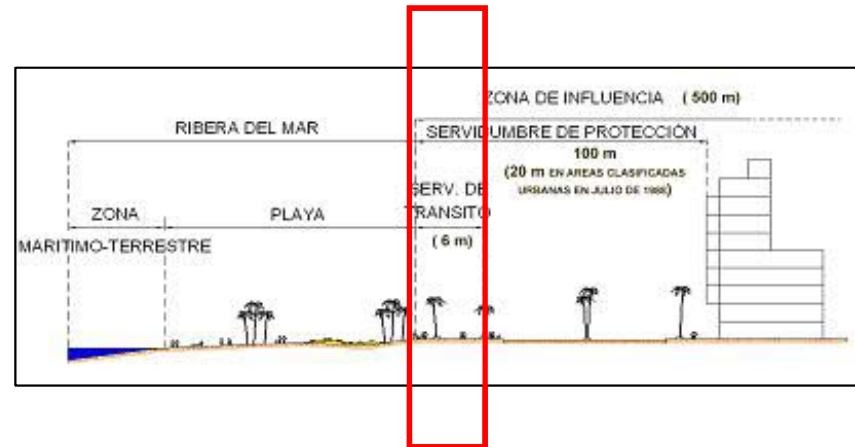 ZONA DE INFLUENCIA (500 m)
RIBERA DEL MAR
SERVIDUMBRE DE PROTECCIÓN
100 m
(20 m EN AREAS CLASIFICADAS
URBANAS EN JULIO DE 1988)
SERV. DE
TRANSITO
(6 m)
ZONA
MARITIMO-TERRESTRE
PLAYA